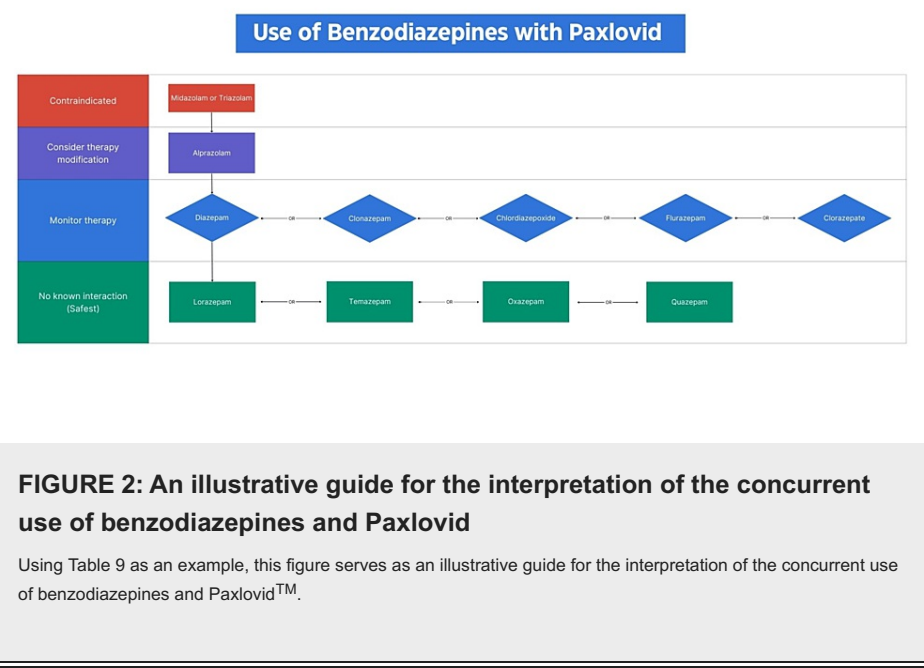 Use of Benzodiazepines with Paxlovid
Contraindicated
Midazolam or Triazolam
Consider therapy
modification
Alprazolam
Monitor therapy
Diazepam
OR
Clonazepam
OR
Chlordiazepoxide
OR
Flurazepam
OR
Clorazepate
No known interaction
(Safest)
Lorazepam
OR
Temazepam
OR
Oxazepam
OR
Quazepam
FIGURE 2: An illustrative guide for the interpretation of the concurrent
use of benzodiazepines and Paxlovid
Using Table 9 as an example, this figure serves as an illustrative guide for the interpretation of the concurrent use
of benzodiazepines and Paxlovid™.